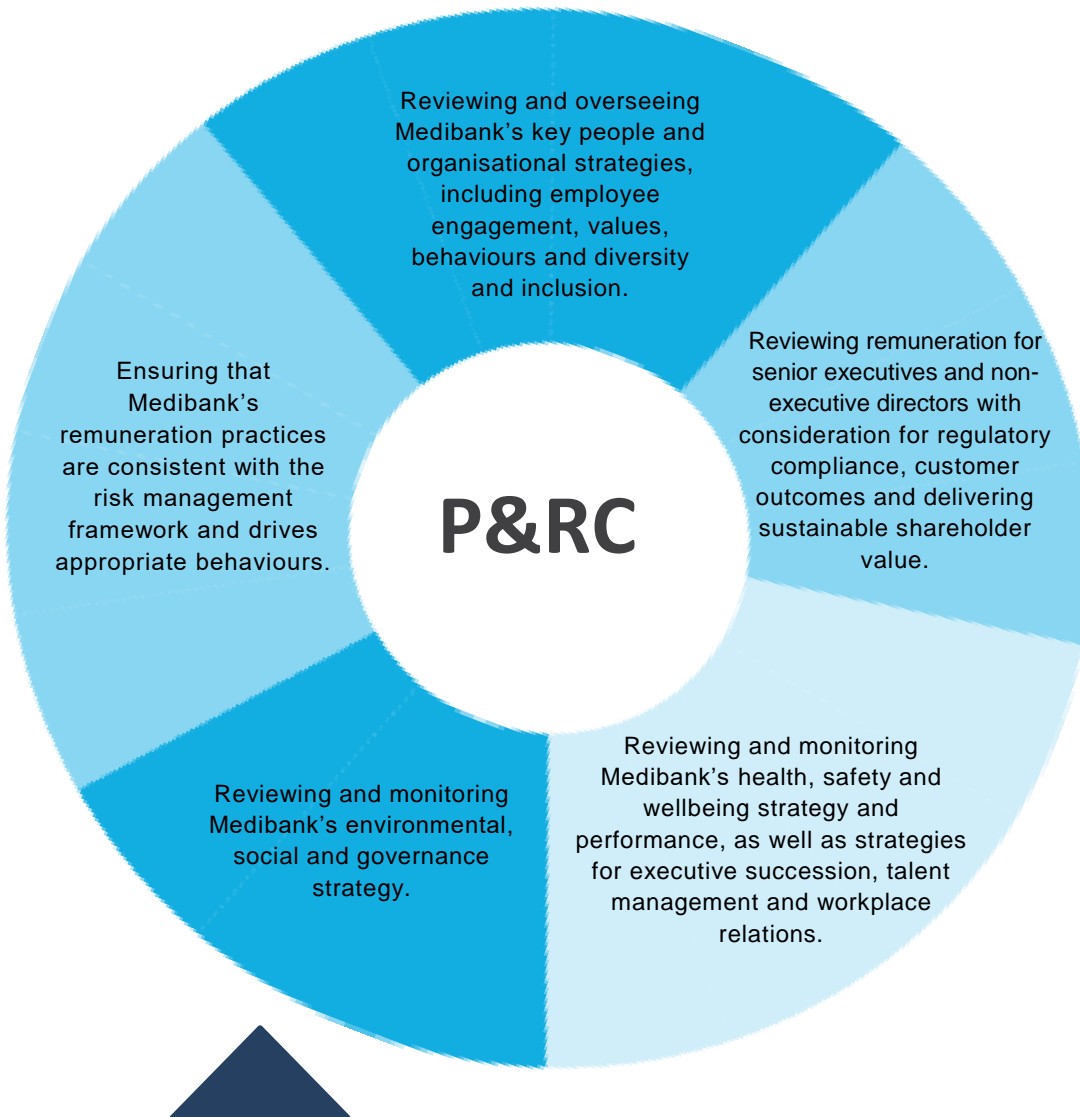 Reviewing and overseeing
Medibank’s key people and
organisational strategies,
including employee
engagement, values,
behaviours and diversity
and inclusion.
Reviewing remuneration for
senior executives and non-
executive directors with
consideration for regulatory
compliance, customer
outcomes and delivering
sustainable shareholder
value.
Ensuring that
Medibank’s
remuneration practices
are consistent with the
risk management
framework and drives
appropriate behaviours.
P&RC
Reviewing and monitoring
Medibank’s health, safety and
wellbeing strategy and
performance, as well as strategies
for executive succession, talent
management and workplace
relations.
Reviewing and monitoring
Medibank’s environmental,
social and governance
strategy.